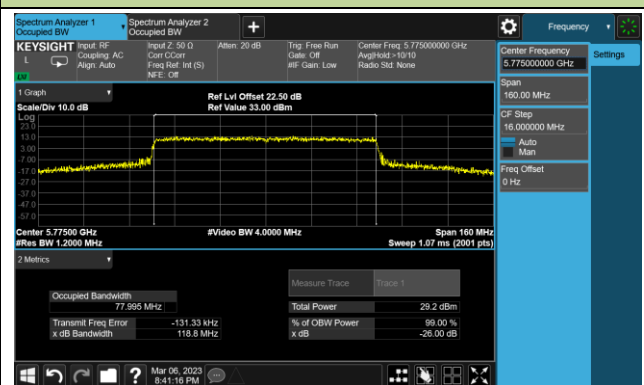 Spectrum Analyzer 1
Occupied BW
Spectrum Analyzer 2
Occupied BW
+
Frequency
KEYSIGHT
L
Input: RF
Coupling: AC
Align: Auto
Input Z: 50 Ω
Corr CCorr
Freq Ref: Int (S)
NFE: Off
Atten: 20 dB
Trig: Free Run
Gate: Off
#IF Gain: Low
Center Freq: 5.775000000 GHz
Avg|Hold:>10/10
Radio Std: None
Center Frequency
5.775000000 GHz
Settings
Span
160.00 MHz
CF Step
16.000000 MHz
Auto
Man
Freq Offset
0 Hz
1 Graph
Scale/Div 10.0 dB
Ref Lvl Offset 22.50 dB
Ref Value 33.00 dBm
Log
23.0
13.0
3.00
-7.00
-17.0
-27.0
-37.0
-47.0
-57.0
Center 5.77500 GHz
#Res BW 1.2000 MHz
#Video BW 4.0000 MHz
Span 160 MHz
Sweep 1.07 ms (2001 pts)
2 Metrics
Measure Trace
Trace 1
Occupied Bandwidth
77.995 MHz
Total Power
29.2 dBm
Transmit Freq Error
-131.33 kHz
% of OBW Power
99.00 %
x dB Bandwidth
118.8 MHz
x dB
-26.00 dB
?
Mar 06, 2023
8:41:16 PM